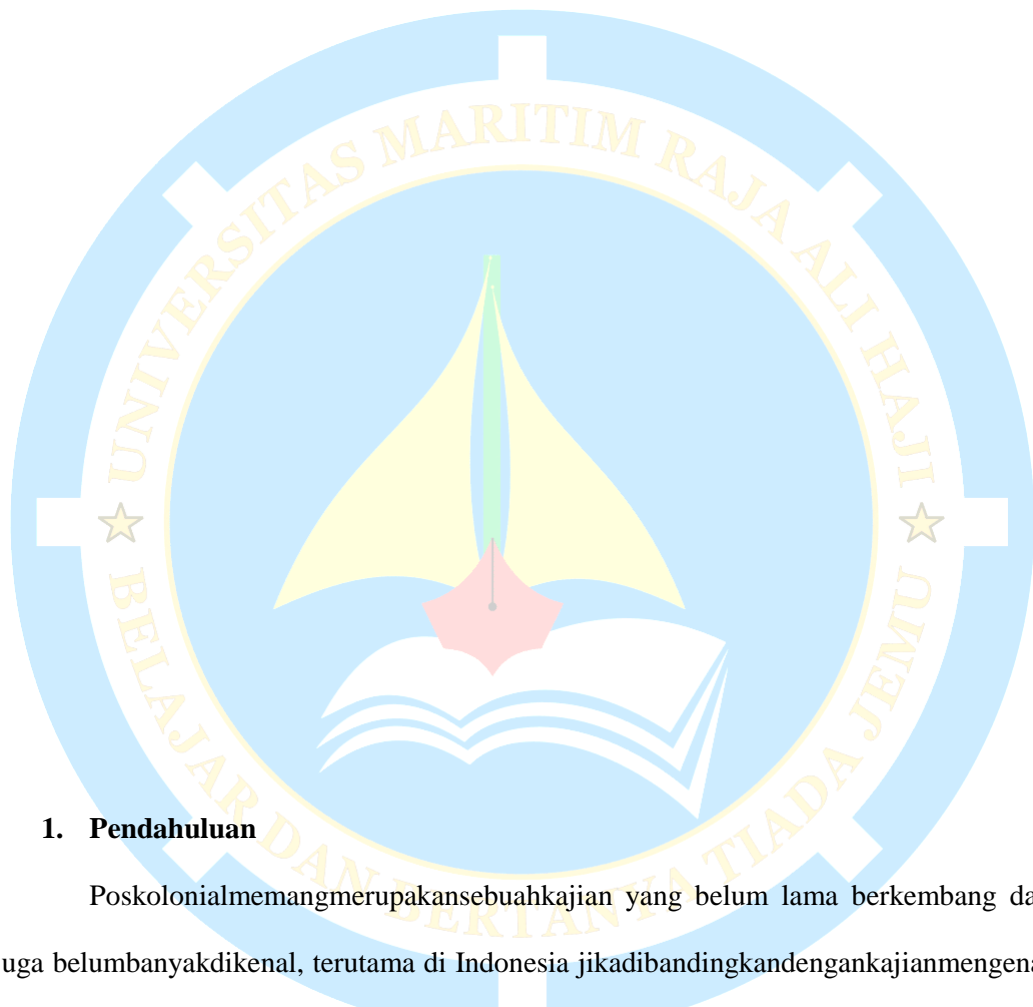 UNIVERSITAS MARITIM RAJA ALI HAJI
BELAJAR DAN BERTANYA TIADA JEMU
1. Pendahuluan
Poskolonialmemangmerupakansebuahkajian yang belum lama berkembang da
uga belumbanyakdikenal, terutama di Indonesia jikadibandingkandengankajianmengena